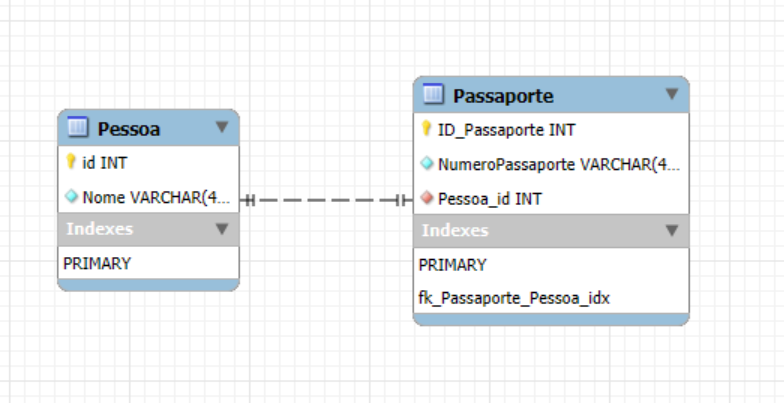 Pessoa
id INT
Nome VARCHAR(4...
Indexes
PRIMARY
Passaporte
ID_Passaporte INT
NumeroPassaporte VARCHAR(4...
Pessoa_id INT
Indexes
PRIMARY
fk_Passaporte_Pessoa_idx